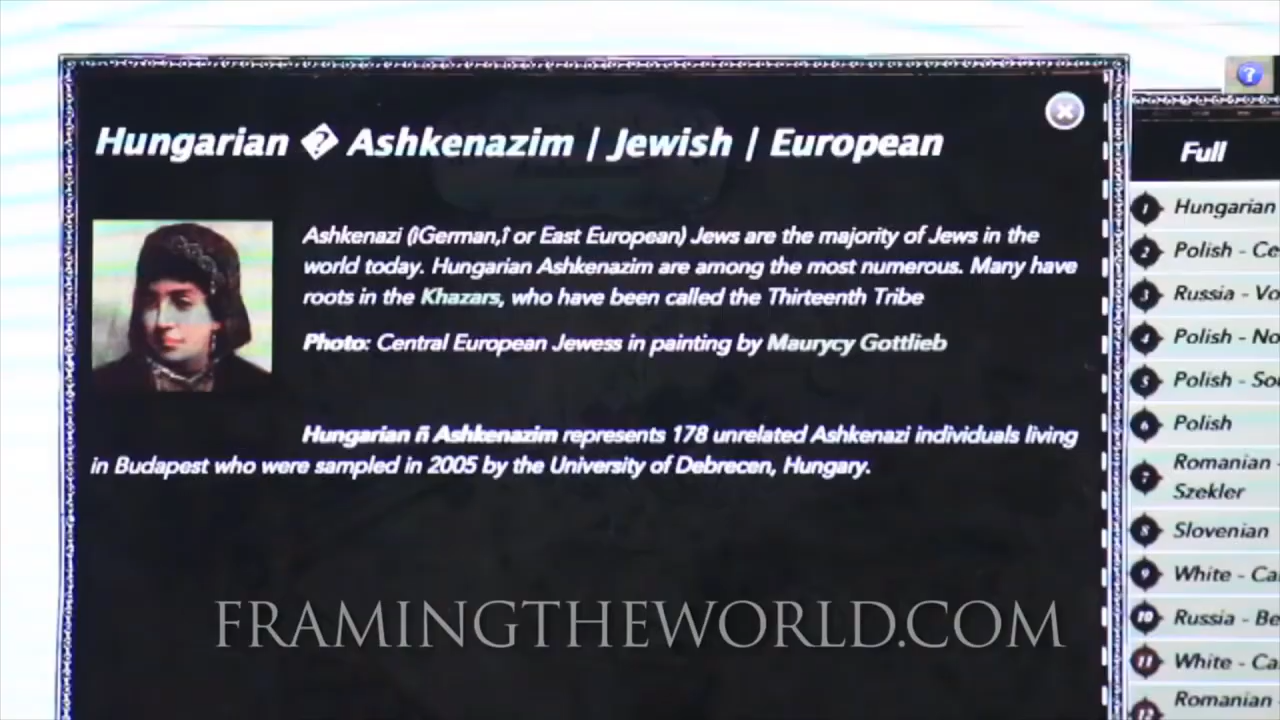 Hungarian � Ashkenazim | Jewish | European
Ashkenazi (îGerman,ї or East European) Jews are the majority of Jews in the
world today. Hungarian Ashkenazim are among the most numerous. Many have
roots in the Khazars, who have been called the Thirteenth Tribe
Photo: Central European Jewess in painting by Maurycy Gottlieb
Hungarian ñ Ashkenazim represents 178 unrelated Ashkenazi individuals living
in Budapest who were sampled in 2005 by the University of Debrecen, Hungary.
FRAMINGTHEWORLD.COM
?
Full
1 Hungarian
2 Polish - Ce
3 Russia - Vo
4 Polish - No
5 Polish - Sou
6 Polish
7 Romanian -
Szekler
8 Slovenian
9 White - Ca
10 Russia - Be
11 White - Ca
12 Romanian